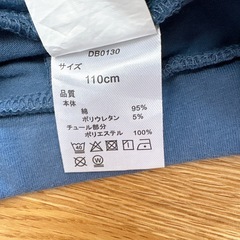 DB0130
サイズ
110cm
品質
本体
綿 95%
ポリウレタン 5%
チュール部分
ポリエステル 100%